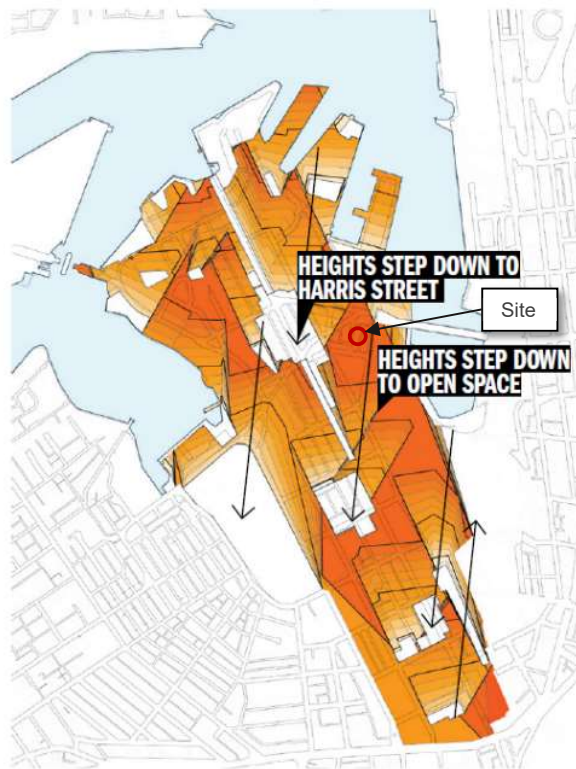 HEIGHTS STEP DOWN TO
HARRIS STREET
Site
HEIGHTS STEP DOWN
TO OPEN SPACE